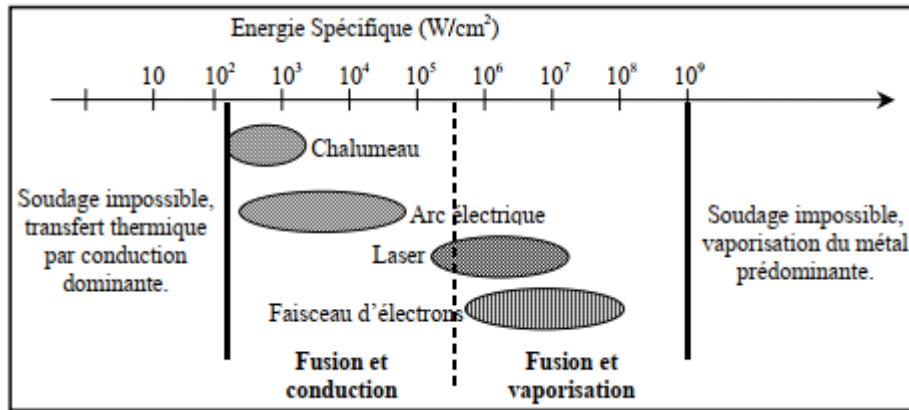 Energie Spécifique (W/cm²)
10 10² 10³ 10⁴ 10⁵ 10⁶ 10⁷ 10⁸ 10⁹
Chalumeau
Arc électrique
Laser
Faisceau d’électrons
Soudage impossible,
transfert thermique
par conduction
dominante.
Soudage impossible,
vaporisation du métal
prédominante.
Fusion et
conduction
Fusion et
vaporisation